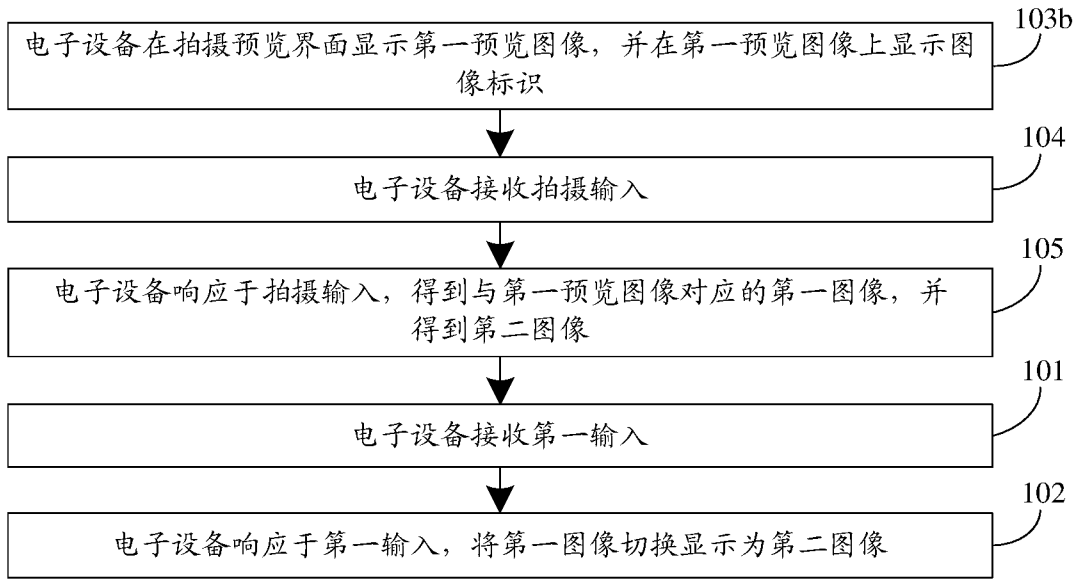 103b
电子设备在拍摄预览界面显示第一预览图像，并在第一预览图像上显示图
像标识
104
电子设备接收拍摄输入
105
电子设备响应于拍摄输入，得到与第一预览图像对应的第一图像，并
得到第二图像
101
电子设备接收第一输入
102
电子设备响应于第一输入，将第一图像切换显示为第二图像